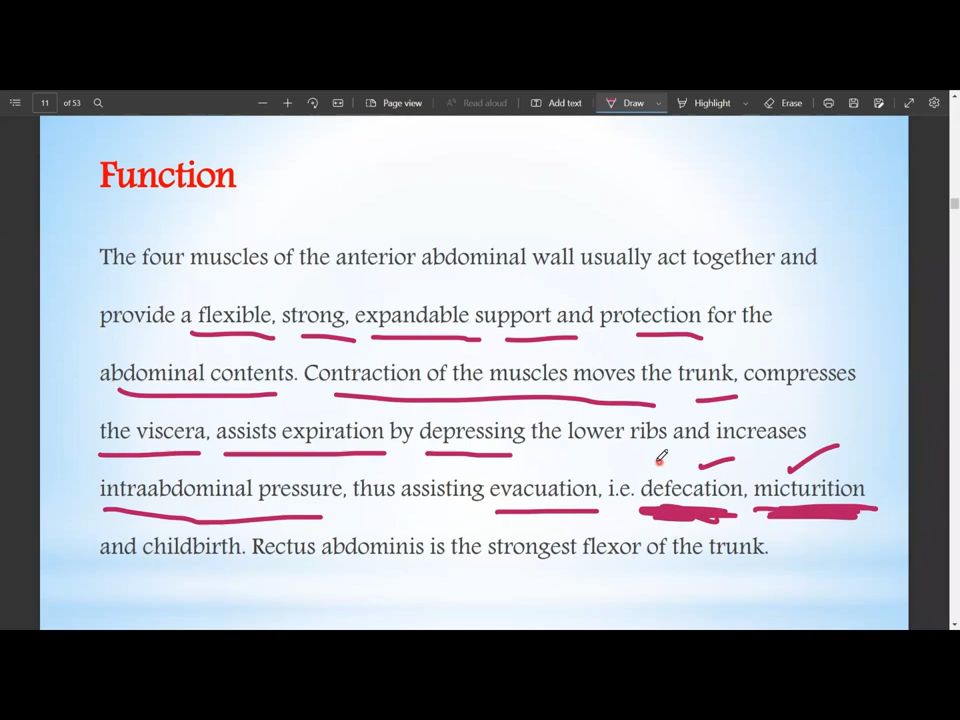 11 of 53 Page view Read aloud Add text Draw Highlight Erase
Function
The four muscles of the anterior abdominal wall usually act together and
provide a flexible, strong, expandable support and protection for the
abdominal contents. Contraction of the muscles moves the trunk, compresses
the viscera, assists expiration by depressing the lower ribs and increases
intraabdominal pressure, thus assisting evacuation, i.e. defecation, micturition
and childbirth. Rectus abdominis is the strongest flexor of the trunk.